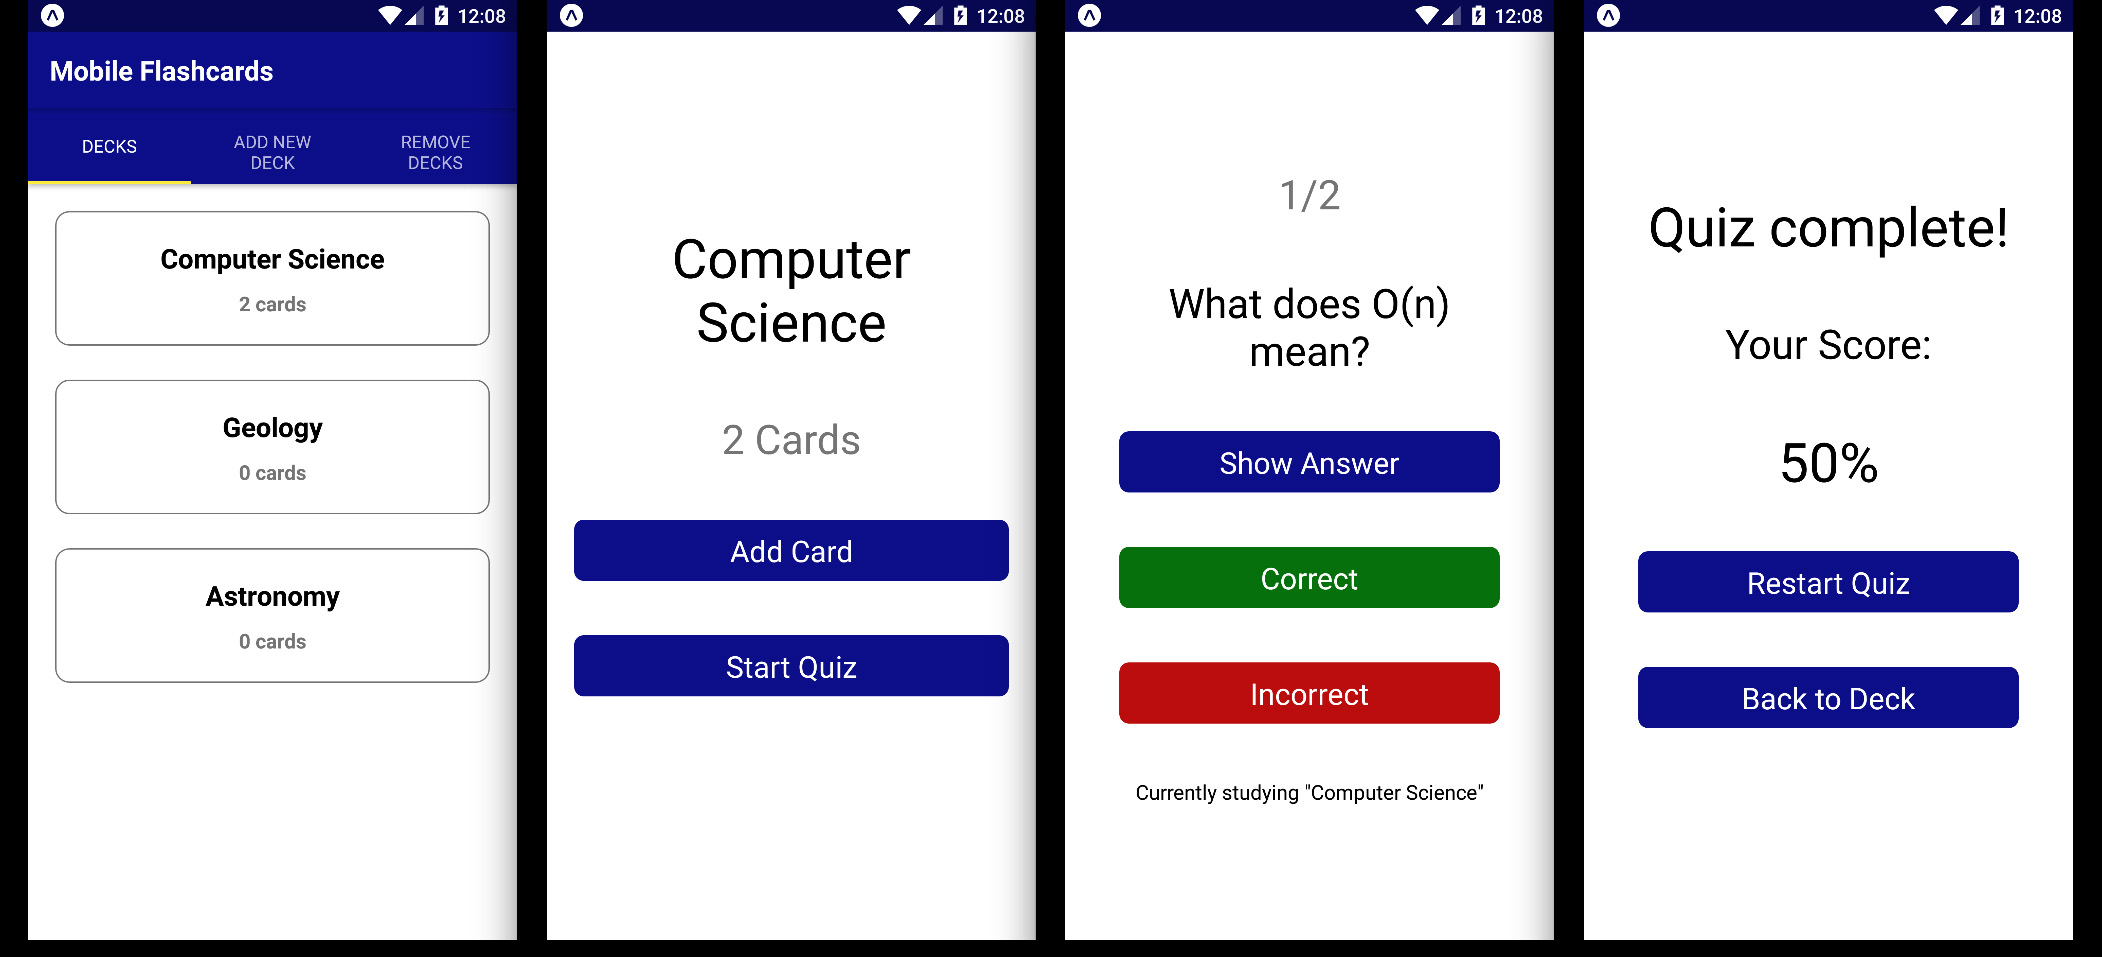 12:08
Mobile Flashcards
DECKS
ADD NEW
DECK
REMOVE
DECKS
Computer Science
2 cards
Geology
0 cards
Astronomy
0 cards
12:08
Computer
Science
2 Cards
Add Card
Start Quiz
12:08
1/2
What does O(n)
mean?
Show Answer
Correct
Incorrect
Currently studying "Computer Science"
12:08
Quiz complete!
Your Score:
50%
Restart Quiz
Back to Deck